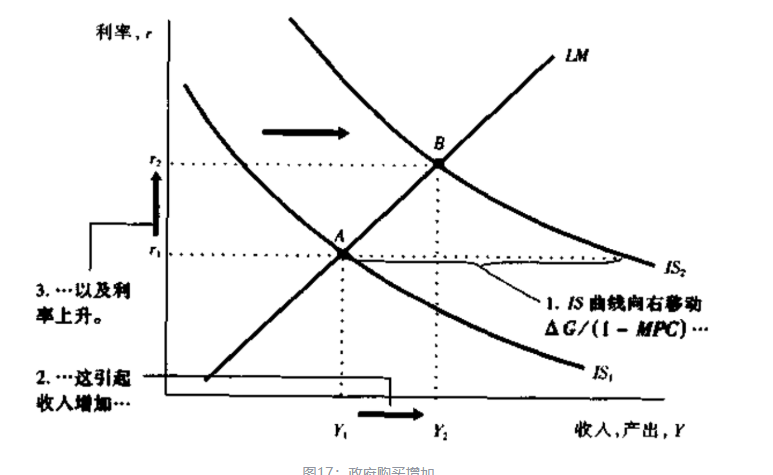 利率, r
LM
B
r₂
A
r₁
IS₂
3. …以及利
率上升。
1. IS 曲线向右移动
ΔG/(1 - MPC)…
2. …这引起
收人增加…
IS₁
Y₁
Y₂
收入,产出, Y
图17：政府购买增加